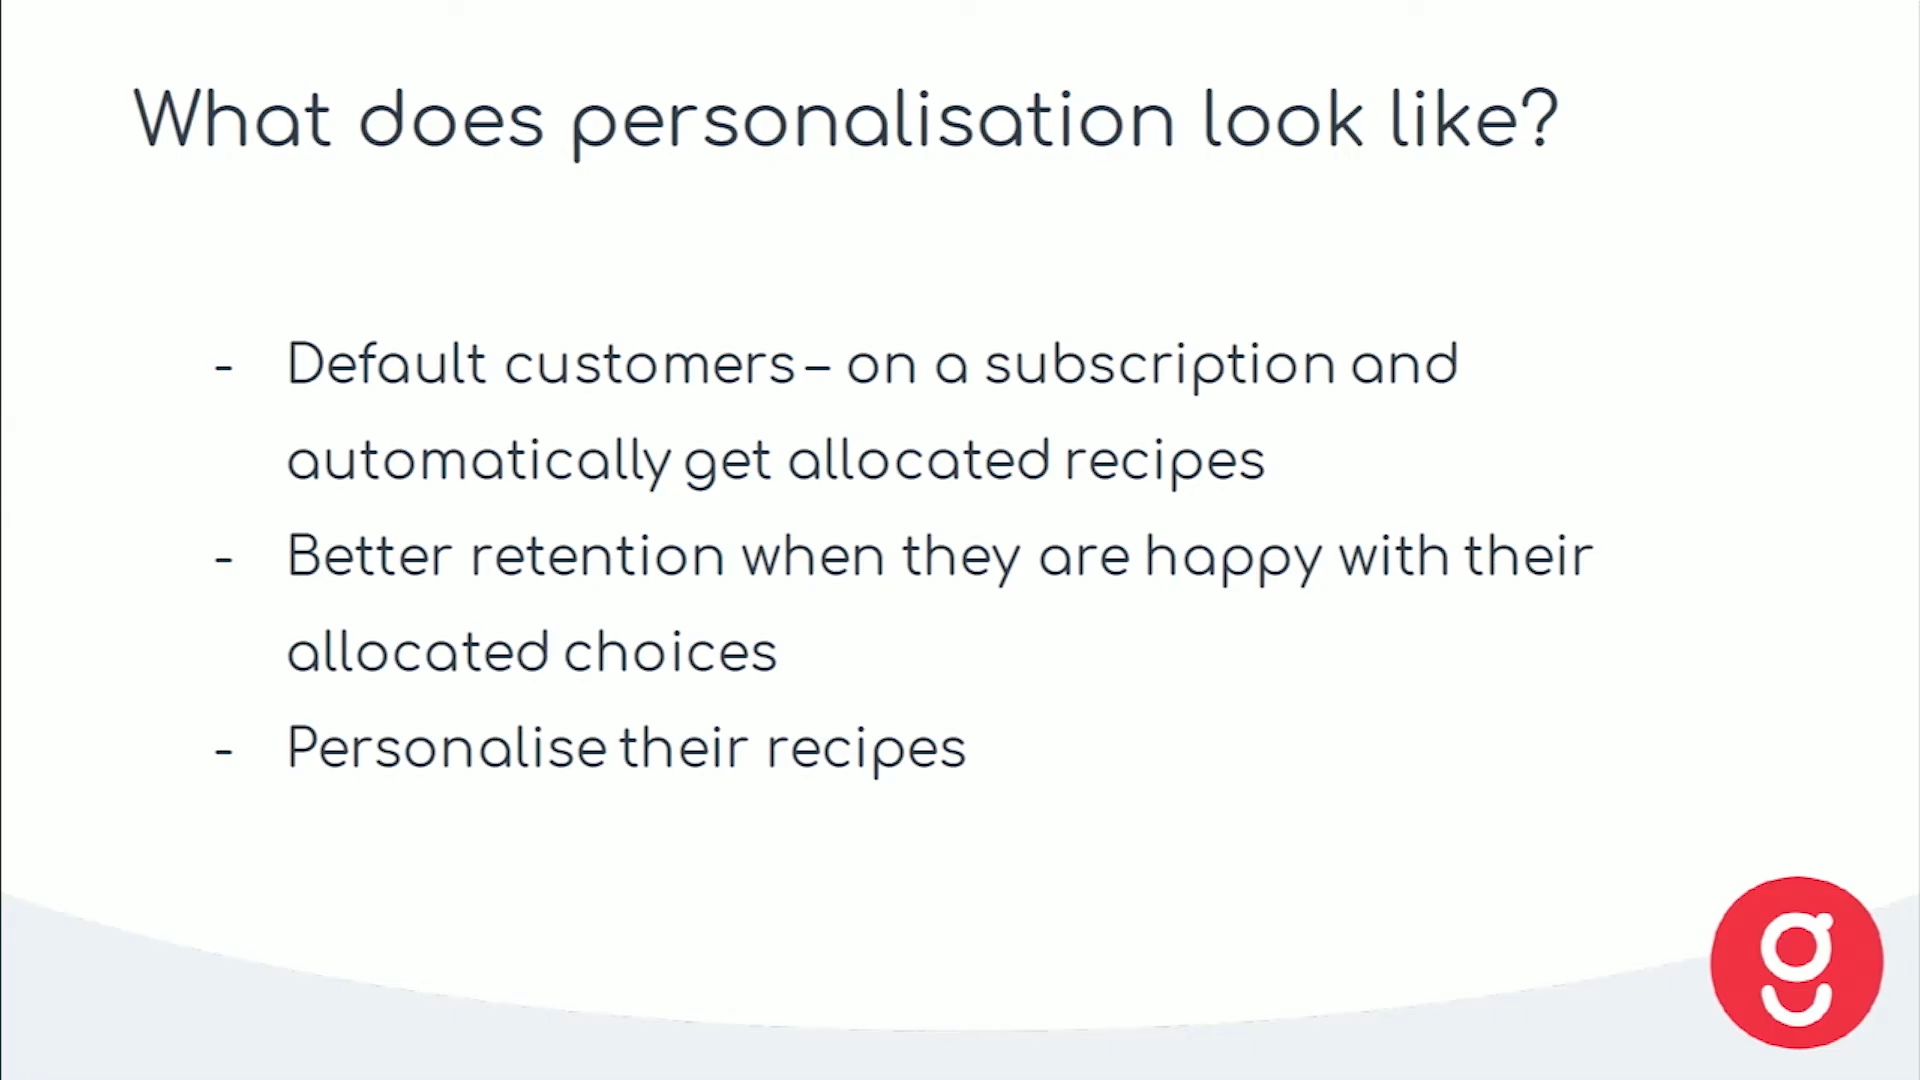 What does personalisation look like?
- Default customers – on a subscription and
automatically get allocated recipes
- Better retention when they are happy with their
allocated choices
- Personalise their recipes
g